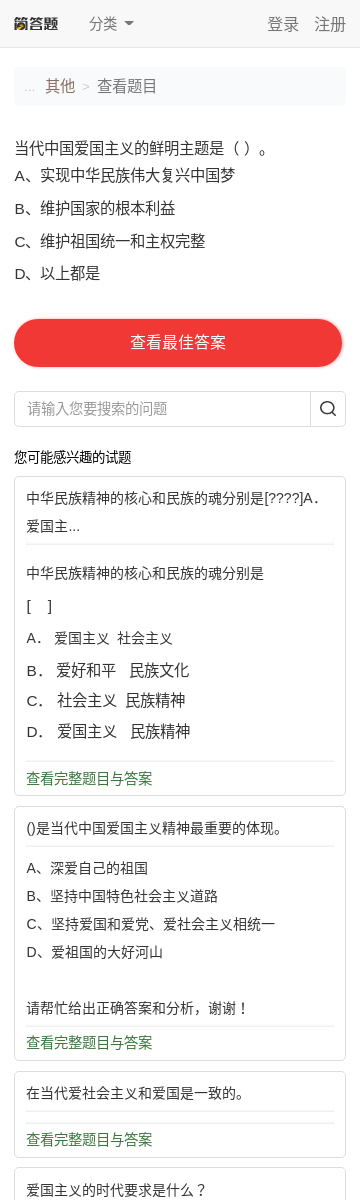 简答题 分类 登录 注册
... 其他 > 查看题目
当代中国爱国主义的鲜明主题是（ ）。
A、实现中华民族伟大复兴中国梦
B、维护国家的根本利益
C、维护祖国统一和主权完整
D、以上都是
查看最佳答案
请输入您要搜索的问题
您可能感兴趣的试题
中华民族精神的核心和民族的魂分别是[????]A．
爱国主...
中华民族精神的核心和民族的魂分别是
[ ]
A． 爱国主义 社会主义
B． 爱好和平 民族文化
C． 社会主义 民族精神
D． 爱国主义 民族精神
查看完整题目与答案
()是当代中国爱国主义精神最重要的体现。
A、深爱自己的祖国
B、坚持中国特色社会主义道路
C、坚持爱国和爱党、爱社会主义相统一
D、爱祖国的大好河山
请帮忙给出正确答案和分析，谢谢！
查看完整题目与答案
在当代爱社会主义和爱国是一致的。
查看完整题目与答案
爱国主义的时代要求是什么？